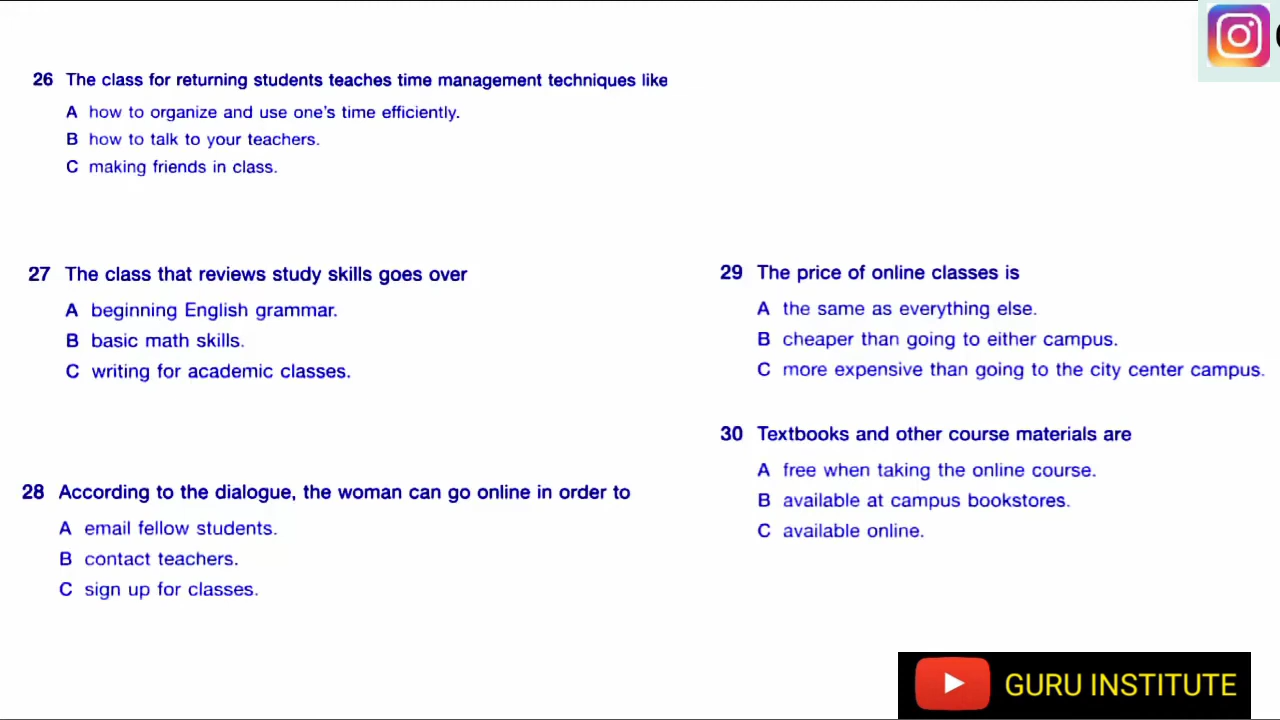 26 The class for returning students teaches time management techniques like
A how to organize and use one's time efficiently.
B how to talk to your teachers.
C making friends in class.
27 The class that reviews study skills goes over
A beginning English grammar.
B basic math skills.
C writing for academic classes.
28 According to the dialogue, the woman can go online in order to
A email fellow students.
B contact teachers.
C sign up for classes.
29 The price of online classes is
A the same as everything else.
B cheaper than going to either campus.
C more expensive than going to the city center campus.
30 Textbooks and other course materials are
A free when taking the online course.
B available at campus bookstores.
C available online.
GURU INSTITUTE